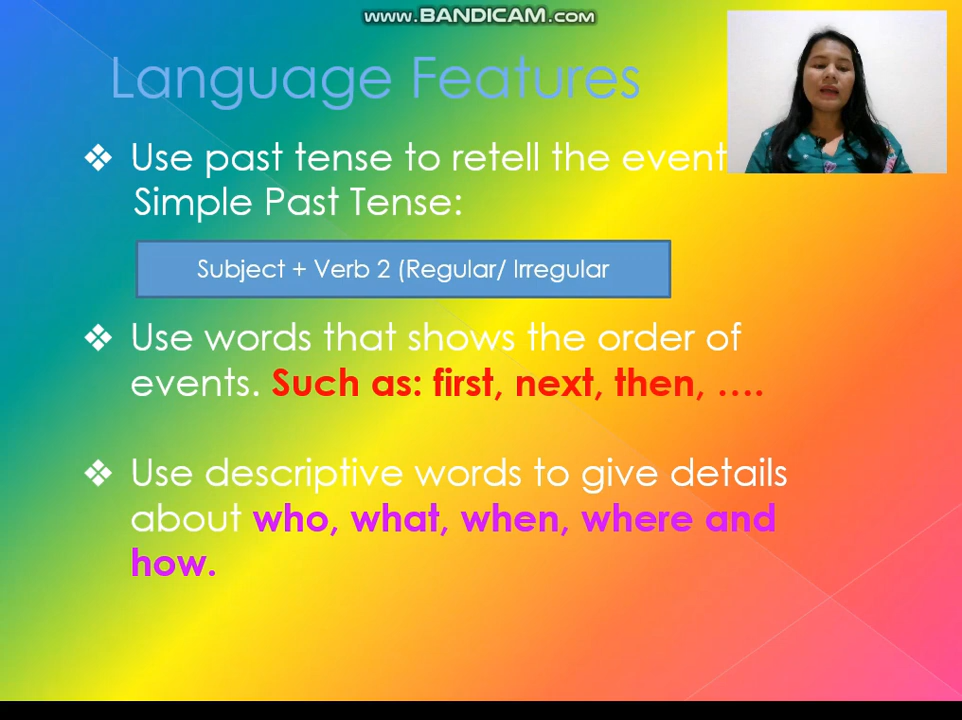 www.BANDICAM.com
Language Features
❖ Use past tense to retell the event
Simple Past Tense:
Subject + Verb 2 (Regular/ Irregular
❖ Use words that shows the order of
events. Such as: first, next, then, ....
❖ Use descriptive words to give details
about who, what, when, where and
how.